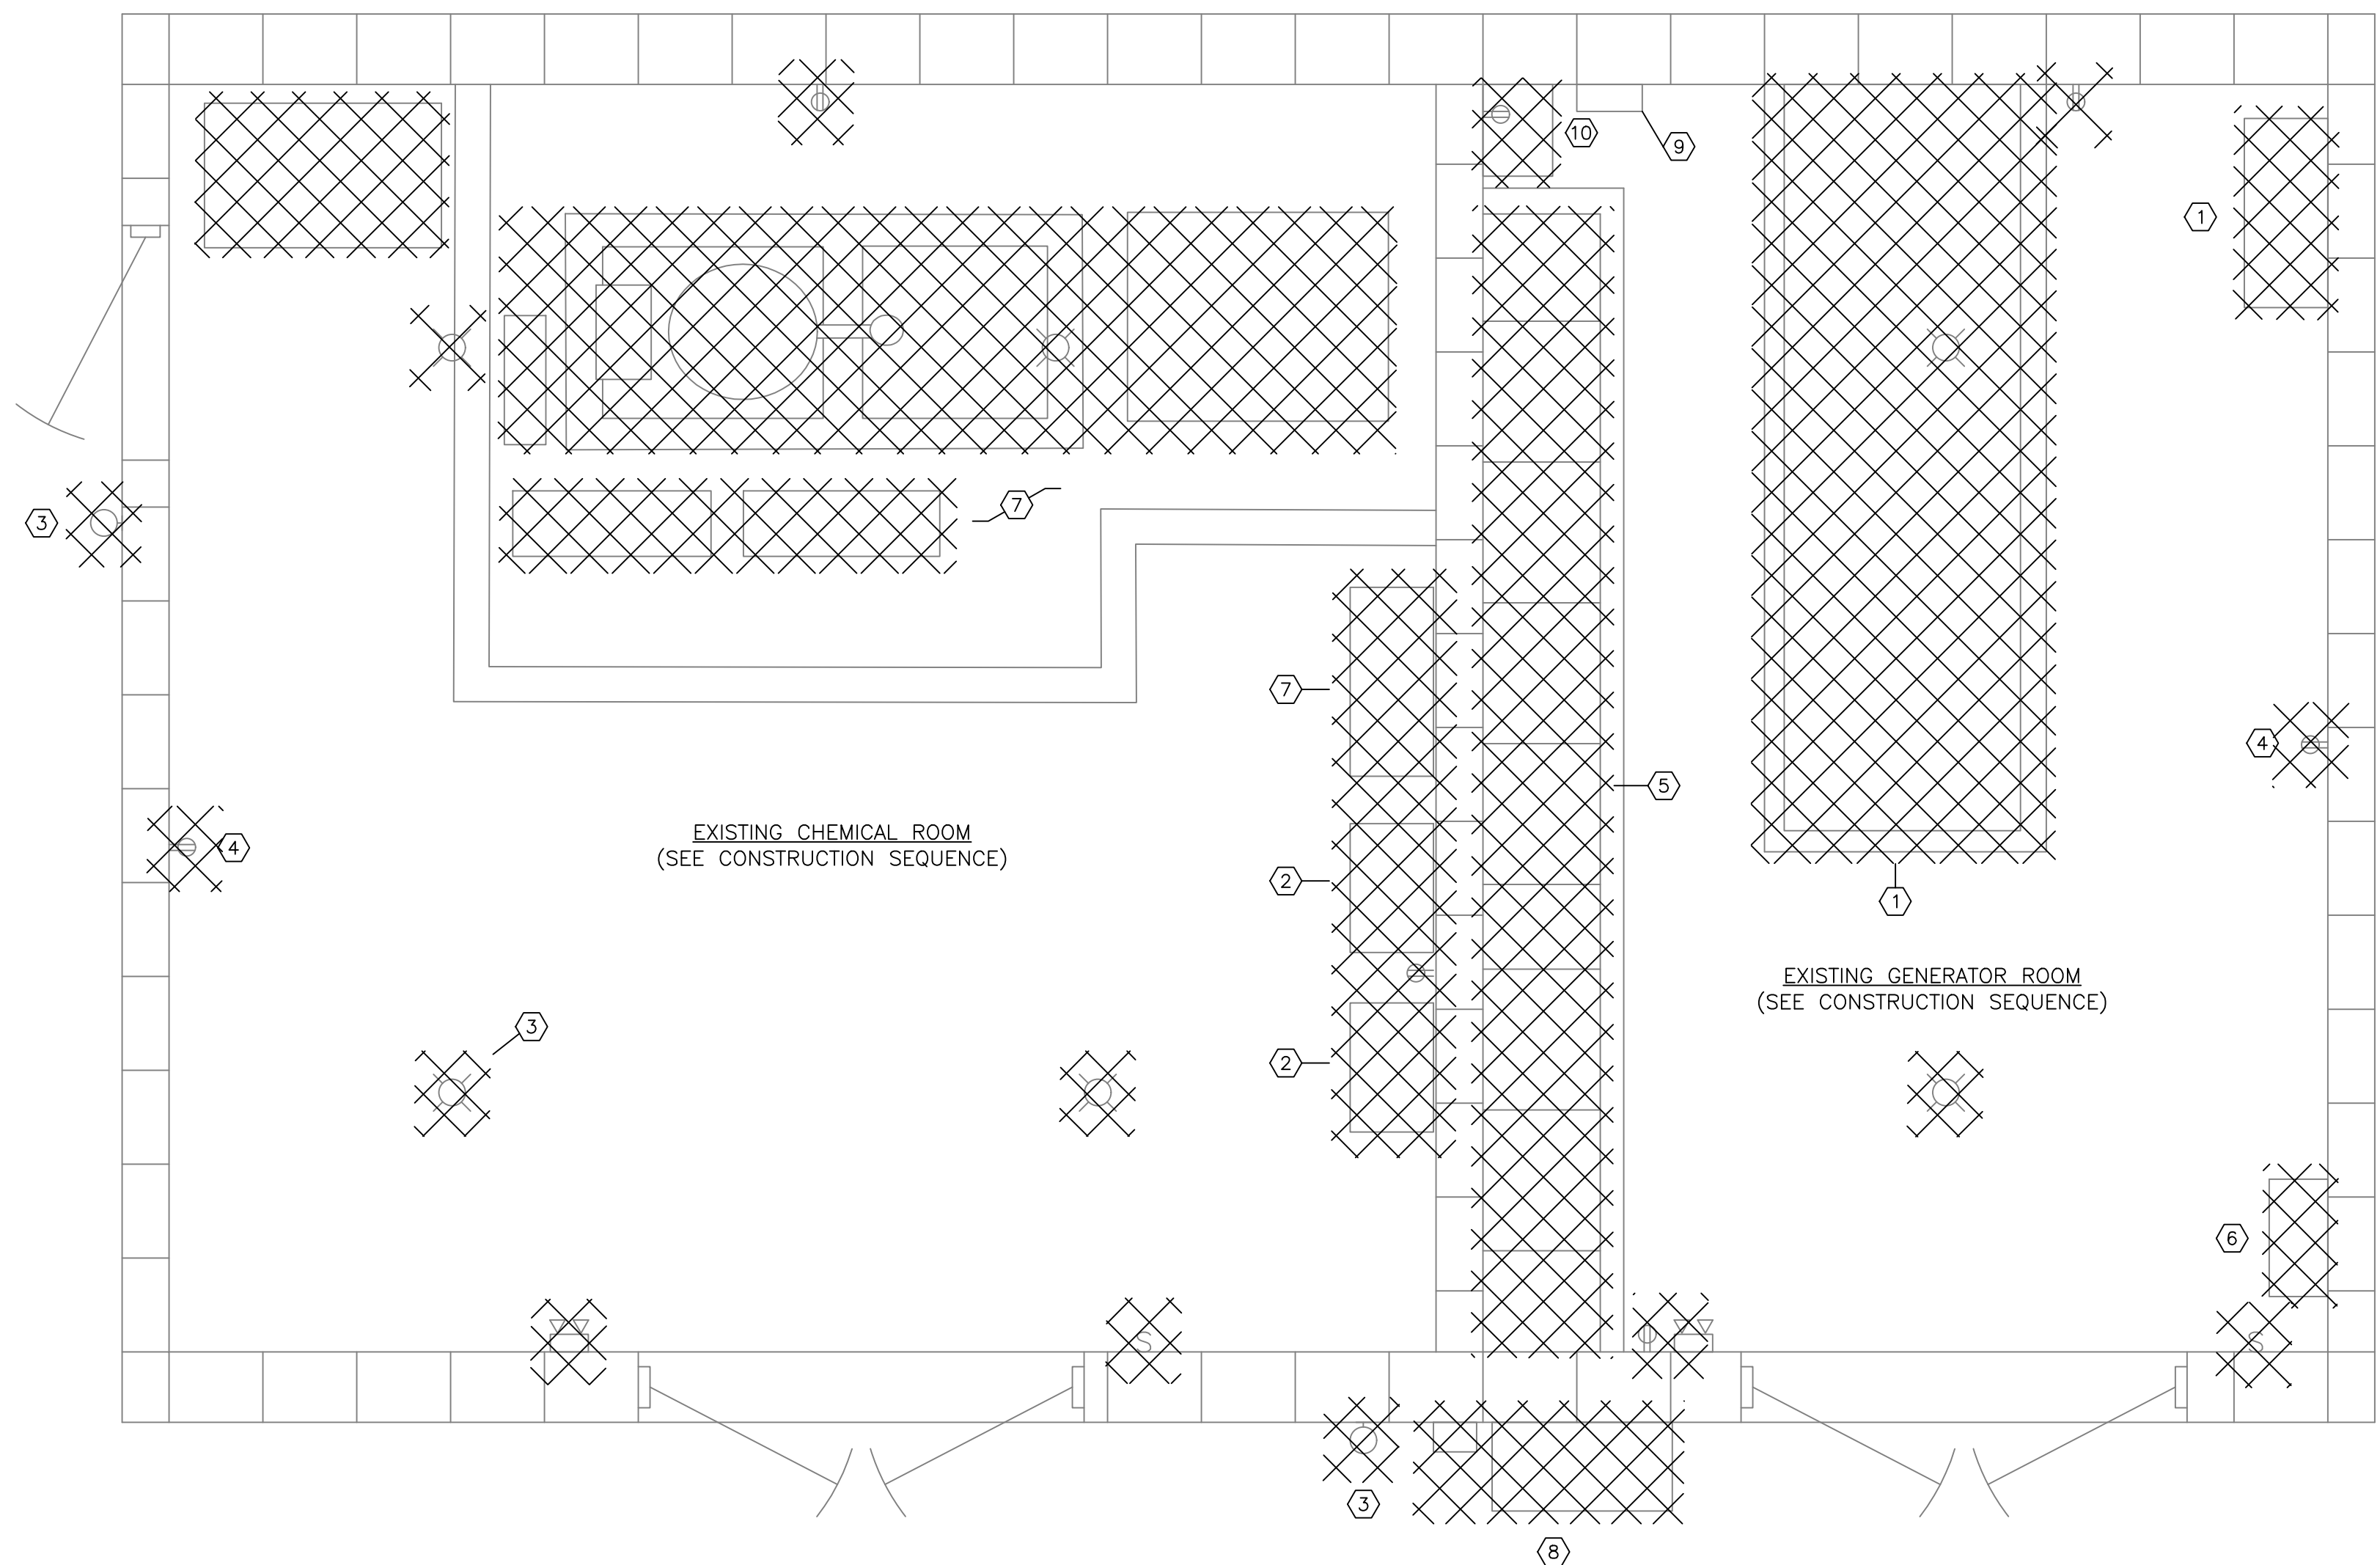 10
9
1
3
7
7
5
4
EXISTING CHEMICAL ROOM
(SEE CONSTRUCTION SEQUENCE)
4
2
1
EXISTING GENERATOR ROOM
(SEE CONSTRUCTION SEQUENCE)
3
2
6
S
S
3
8